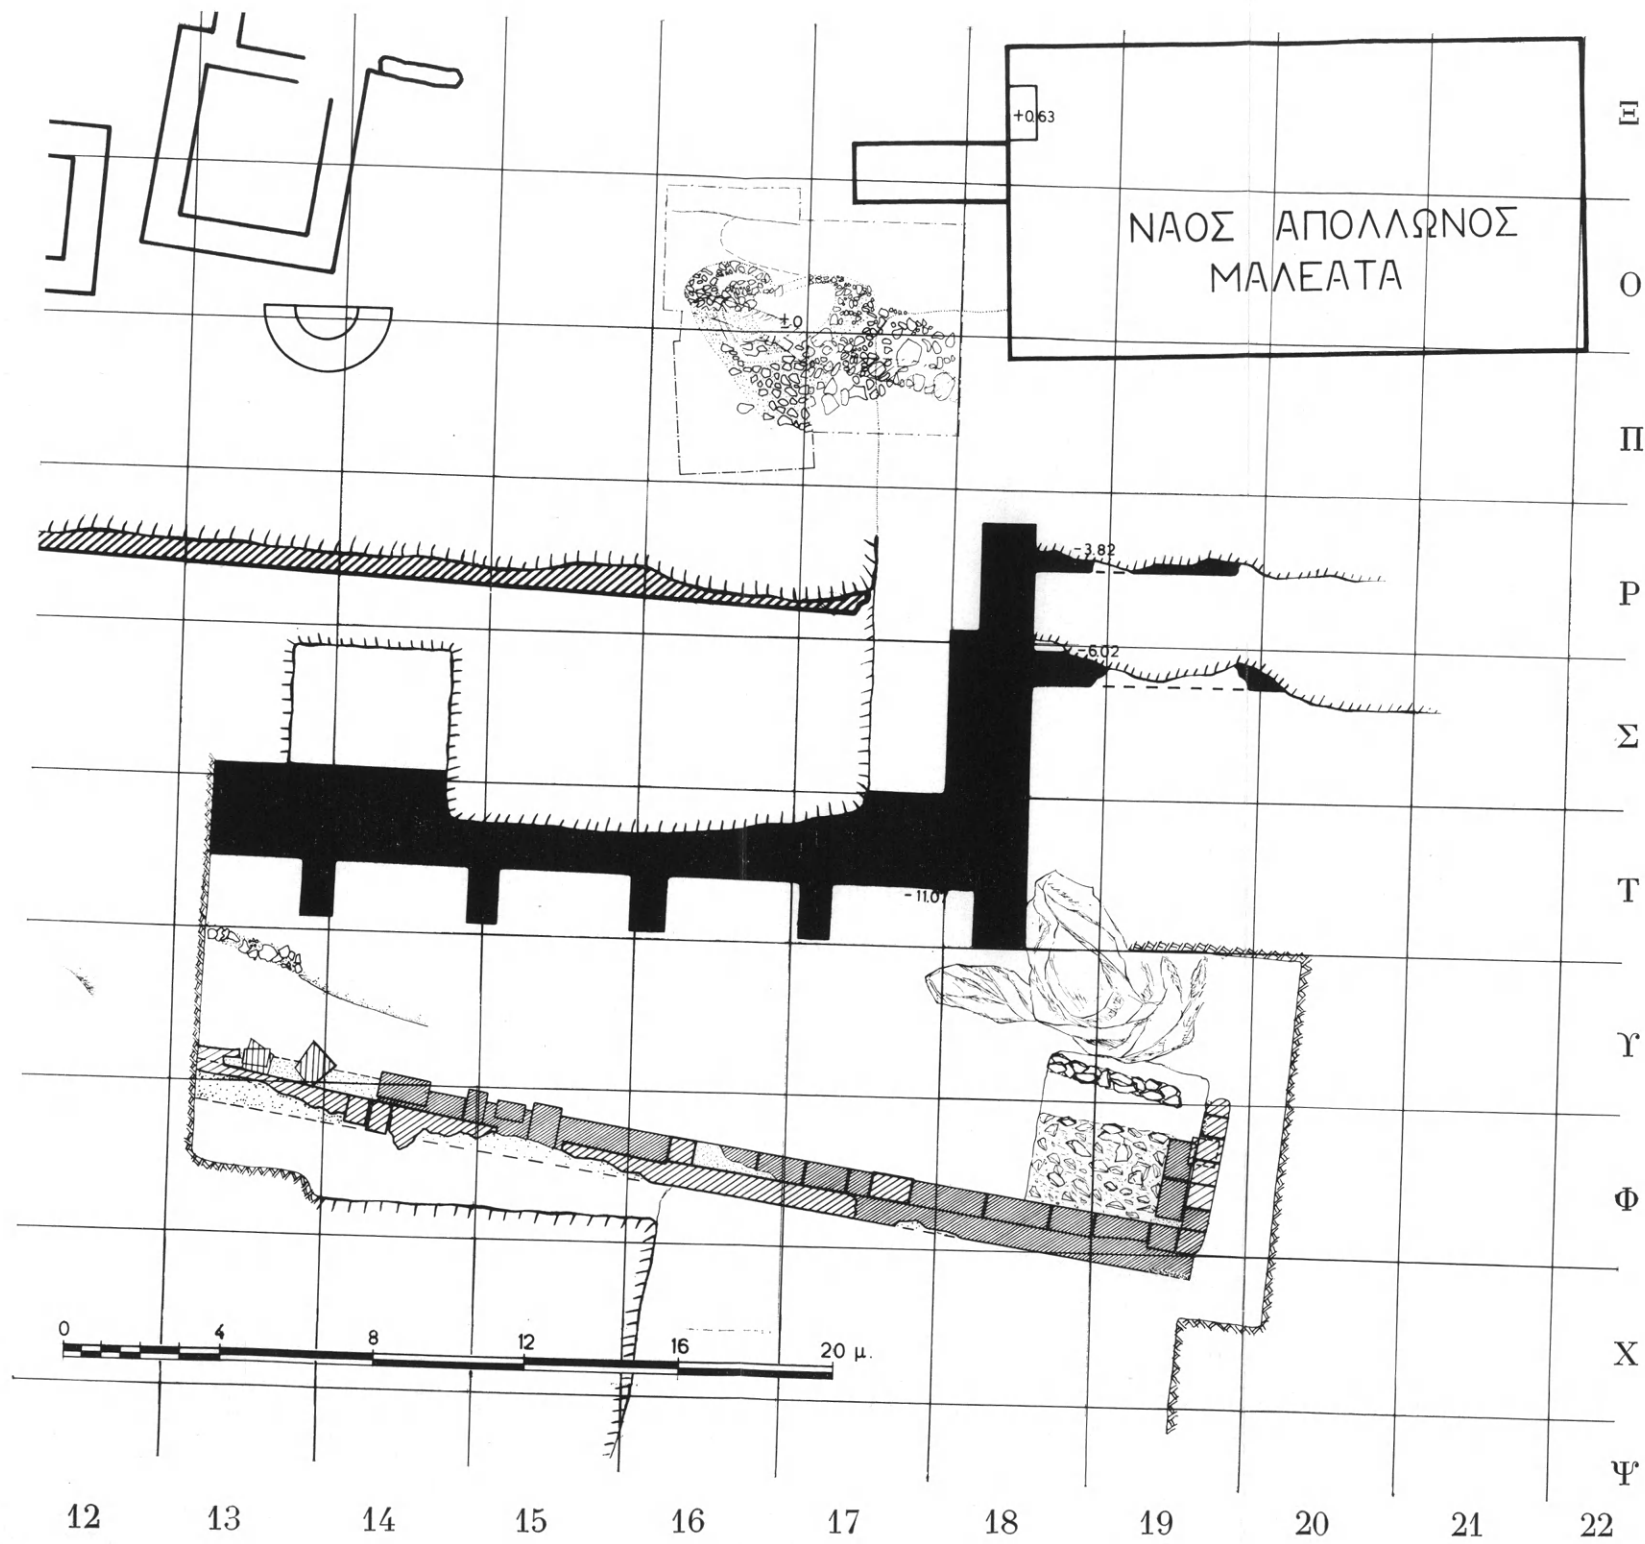 Ξ
+0.63
ΝΑΟΣ ΑΠΟΛΛΩΝΟΣ
ΜΑΛΕΑΤΑ
Ο
±0
Π
-3.82
Ρ
-6.02
Σ
Τ
-11.07
Υ
Φ
0 4 8 12 16 20 μ.
Χ
Ψ
12 13 14 15 16 17 18 19 20 21 22